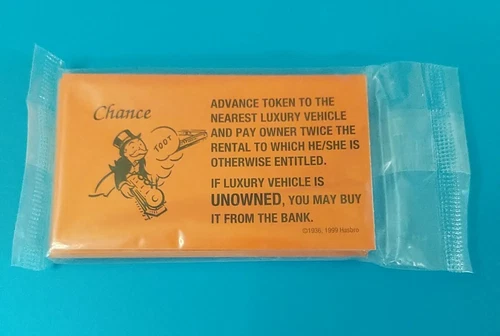 Chance
TOOT
ADVANCE TOKEN TO THE
NEAREST LUXURY VEHICLE
AND PAY OWNER TWICE THE
RENTAL TO WHICH HE/SHE IS
OTHERWISE ENTITLED.
IF LUXURY VEHICLE IS
UNOWNED, YOU MAY BUY
IT FROM THE BANK.
©1936, 1999 Hasbro